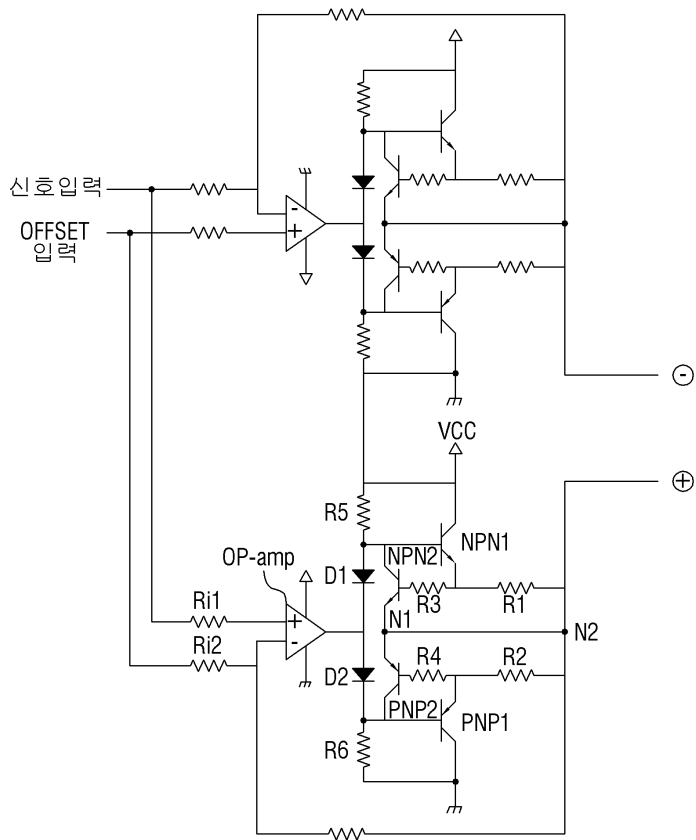 신호입력
OFFSET
입력
-
+
-
VCC
+
R5
NPN1
NPN2
OP-amp
D1
R3
R1
Ri1
N1
+
-
N2
Ri2
R4
R2
D2
PNP2
PNP1
R6